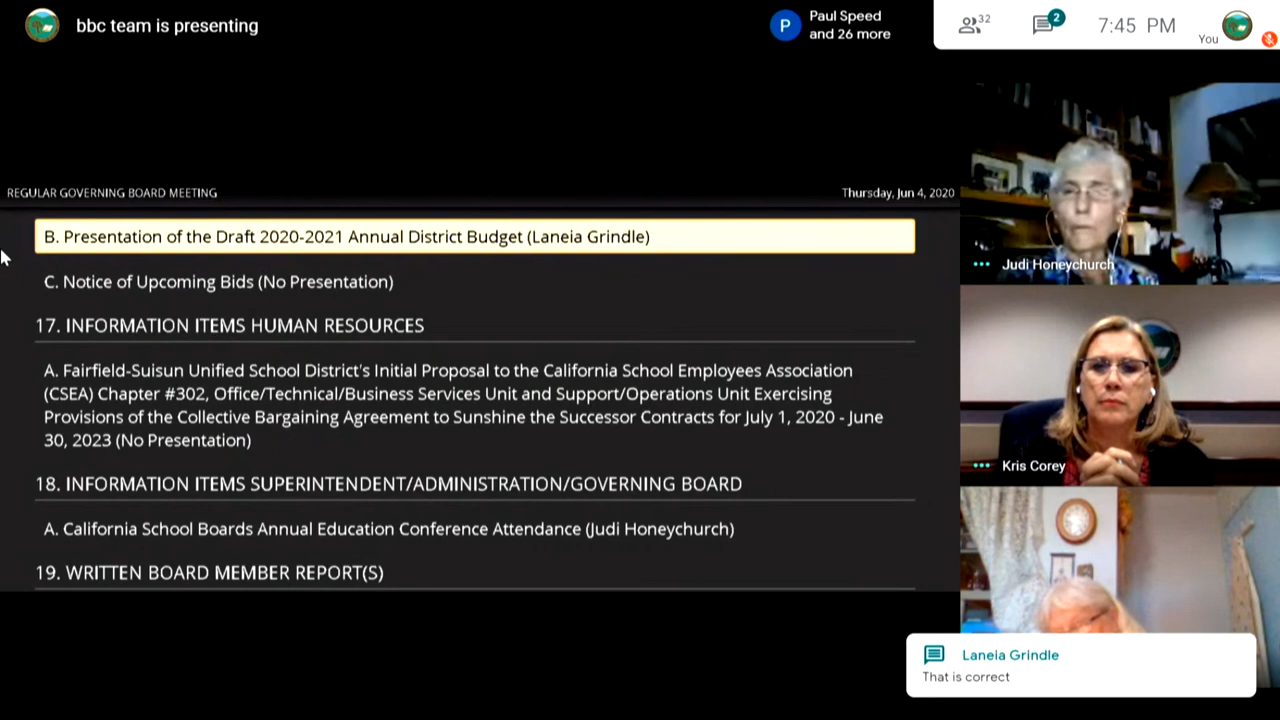 bbc team is presenting
P
Paul Speed
and 26 more
32
2
7:45 PM
You
REGULAR GOVERNING BOARD MEETING
Thursday, Jun 4, 2020
B. Presentation of the Draft 2020-2021 Annual District Budget (Laneia Grindle)
C. Notice of Upcoming Bids (No Presentation)
17. INFORMATION ITEMS HUMAN RESOURCES
A. Fairfield-Suisun Unified School District's Initial Proposal to the California School Employees Association
(CSEA) Chapter #302, Office/Technical/Business Services Unit and Support/Operations Unit Exercising
Provisions of the Collective Bargaining Agreement to Sunshine the Successor Contracts for July 1, 2020 - June
30, 2023 (No Presentation)
18. INFORMATION ITEMS SUPERINTENDENT/ADMINISTRATION/GOVERNING BOARD
A. California School Boards Annual Education Conference Attendance (Judi Honeychurch)
19. WRITTEN BOARD MEMBER REPORT(S)
Judi Honeychurch
Kris Corey
Laneia Grindle
That is correct